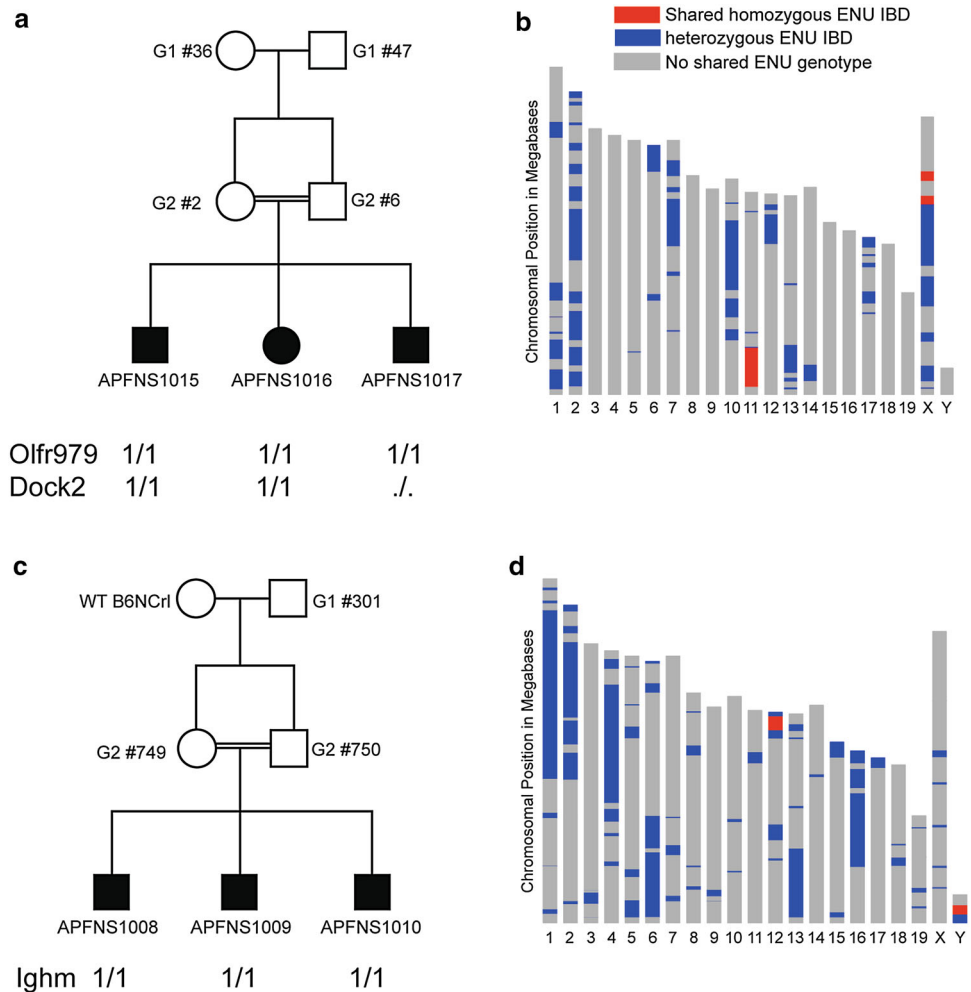 a
G1 #36
G1 #47
G2 #2
G2 #6
APFNS1015 APFNS1016 APFNS1017
Olfr979 1/1 1/1 1/1
Dock2 1/1 1/1 ./.
b
Shared homozygous ENU IBD
heterozygous ENU IBD
No shared ENU genotype
Chromosomal Position in Megabases
1 2 3 4 5 6 7 8 9 10 11 12 13 14 15 16 17 18 19 X Y
c
WT B6NCrl
G1 #301
G2 #749
G2 #750
APFNS1008 APFNS1009 APFNS1010
Ighm 1/1 1/1 1/1
d
Chromosomal Position in Megabases
1 2 3 4 5 6 7 8 9 10 11 12 13 14 15 16 17 18 19 X Y